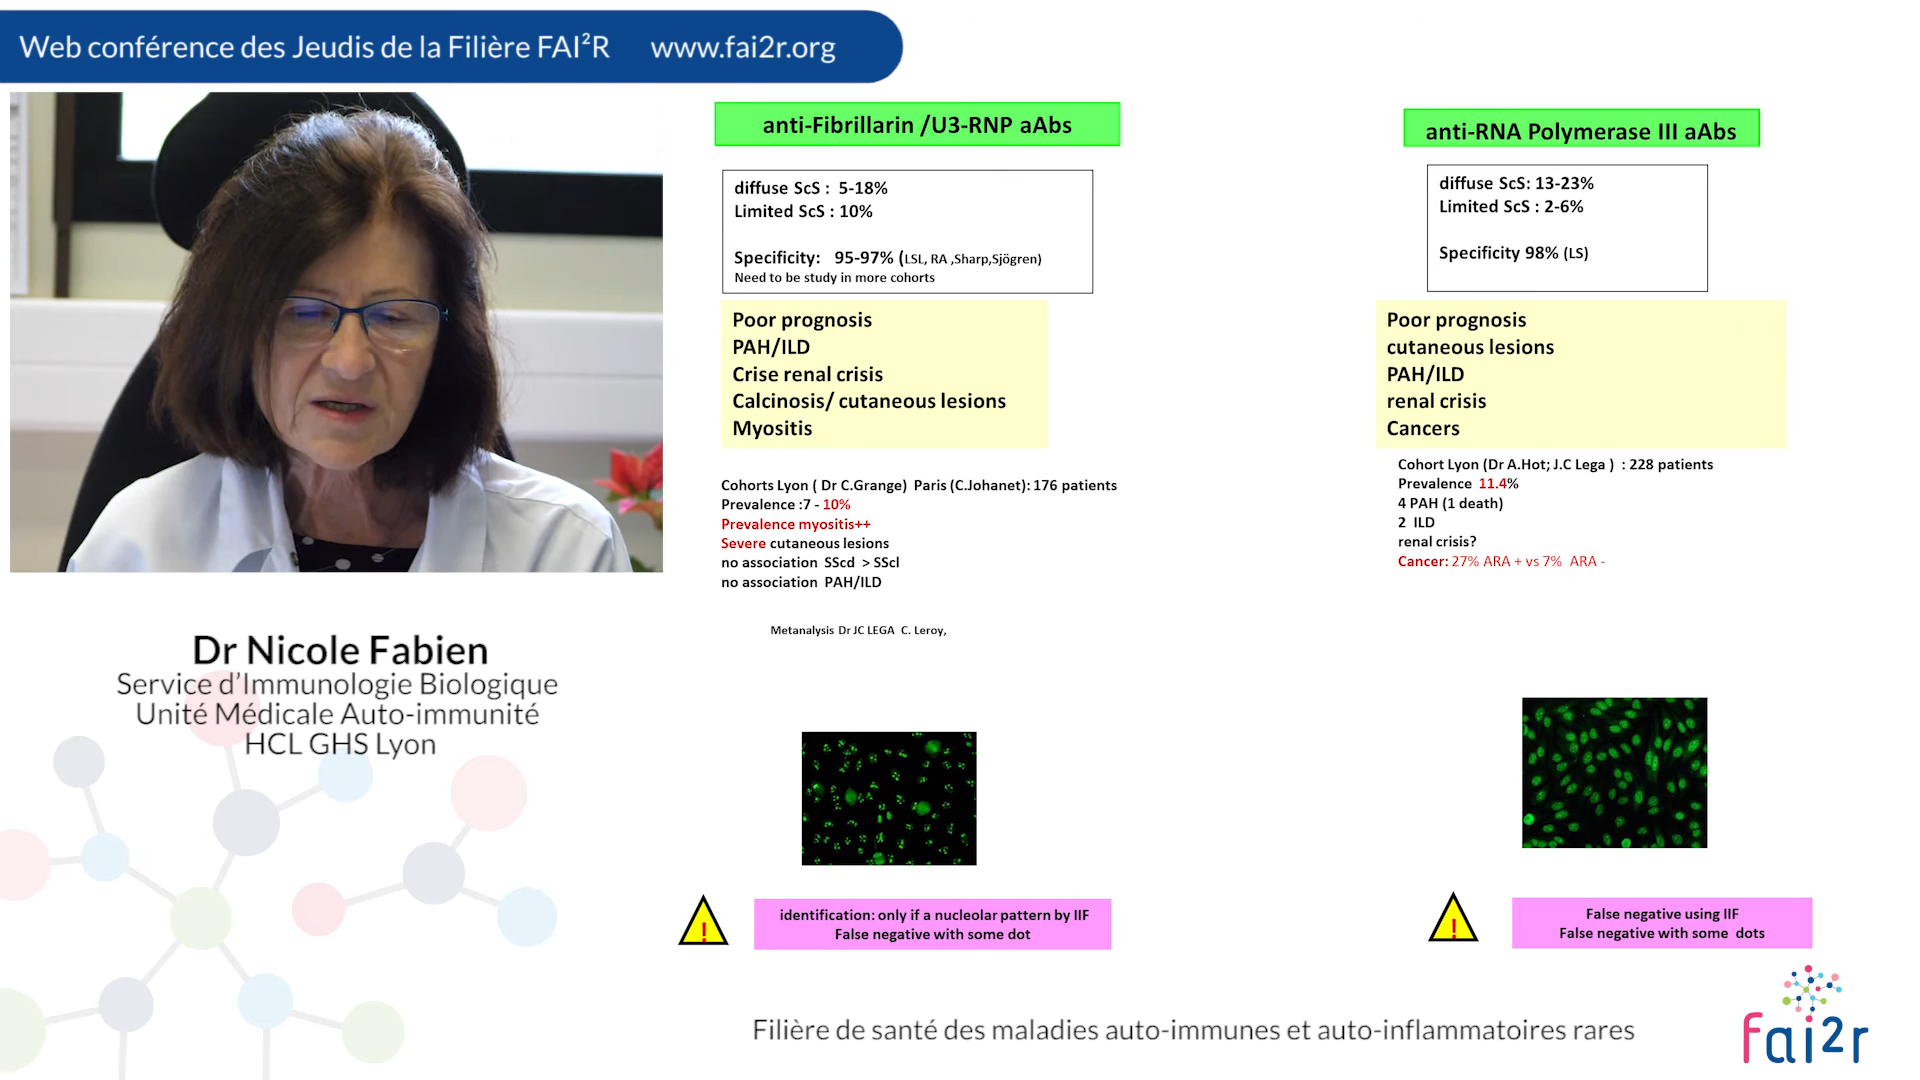 Web conférence des Jeudis de la Filière FAI²R www.fai2r.org
anti-Fibrillarin /U3-RNP aAbs
diffuse ScS : 5-18%
Limited ScS : 10%
Specificity: 95-97% (LSL, RA ,Sharp,Sjögren)
Need to be study in more cohorts
Poor prognosis
PAH/ILD
Crise renal crisis
Calcinosis/ cutaneous lesions
Myositis
Cohorts Lyon ( Dr C.Grange) Paris (C.Johanet): 176 patients
Prevalence :7 - 10%
Prevalence myositis++
Severe cutaneous lesions
no association SScd > SScl
no association PAH/ILD
Metanalysis Dr JC LEGA C. Leroy,
!
identification: only if a nucleolar pattern by IIF
False negative with some dot
anti-RNA Polymerase III aAbs
diffuse ScS: 13-23%
Limited ScS : 2-6%
Specificity 98% (LS)
Poor prognosis
cutaneous lesions
PAH/ILD
renal crisis
Cancers
Cohort Lyon (Dr A.Hot; J.C Lega ) : 228 patients
Prevalence 11.4%
4 PAH (1 death)
2 ILD
renal crisis?
Cancer: 27% ARA + vs 7% ARA -
!
False negative using IIF
False negative with some dots
Dr Nicole Fabien
Service d'Immunologie Biologique
Unité Médicale Auto-immunité
HCL GHS Lyon
Filière de santé des maladies auto-immunes et auto-inflammatoires rares
fai2r